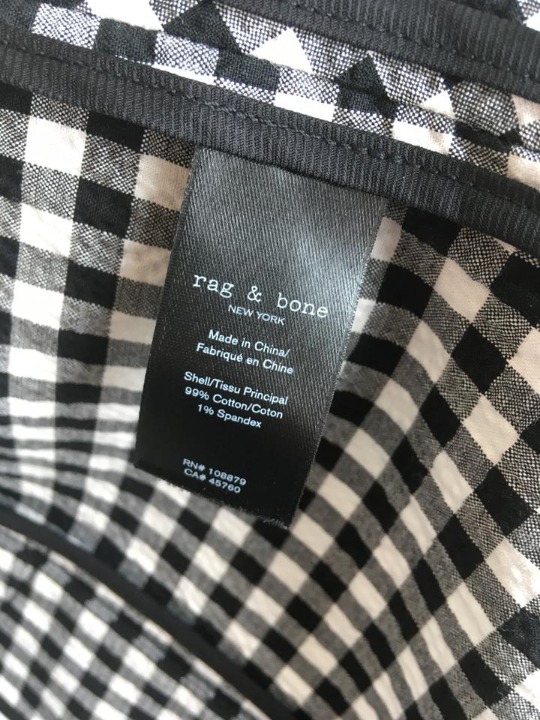 rag & bone
NEW YORK
Made in China/
Fabriqué en Chine
Shell/Tissu Principal
99% Cotton/Coton
1% Spandex
RN# 108879
CA# 45760